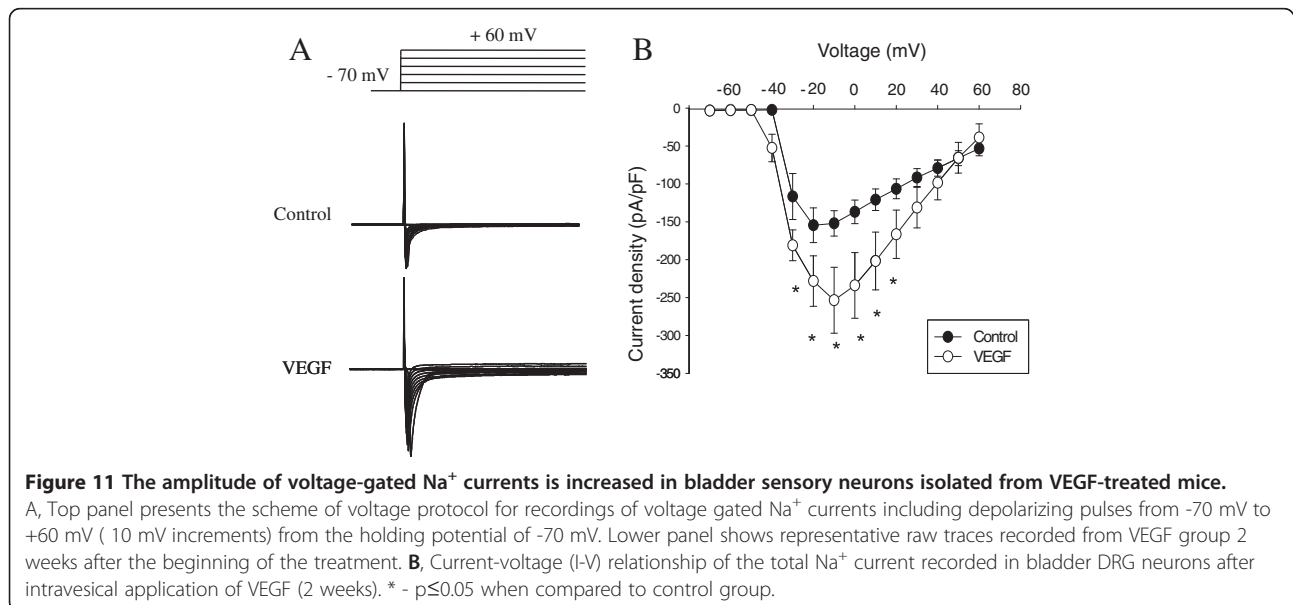 A
+ 60 mV
- 70 mV
Control
VEGF
B
Voltage (mV)
-60 -40 -20 0 20 40 60 80
0
-50
-100
-150
-200
-250
-300
-350
Current density (pA/pF)
*
*
*
*
*
*
Control
VEGF
Figure 11 The amplitude of voltage-gated Na⁺ currents is increased in bladder sensory neurons isolated from VEGF-treated mice.
A, Top panel presents the scheme of voltage protocol for recordings of voltage gated Na⁺ currents including depolarizing pulses from -70 mV to
+60 mV ( 10 mV increments) from the holding potential of -70 mV. Lower panel shows representative raw traces recorded from VEGF group 2
weeks after the beginning of the treatment. B, Current-voltage (I-V) relationship of the total Na⁺ current recorded in bladder DRG neurons after
intravesical application of VEGF (2 weeks). * - p≤0.05 when compared to control group.